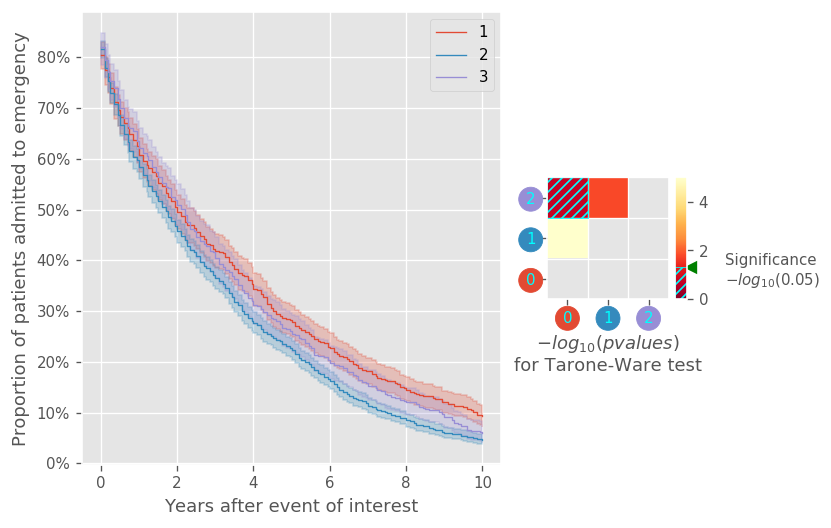 1
2
3
80%
70%
60%
50%
40%
30%
20%
10%
0%
Proportion of patients admitted to emergency
0 2 4 6 8 10
Years after event of interest
2
1
0
0 1 2
4
2
0
Significance
−log₁₀(0.05)
−log₁₀(pvalues)
for Tarone-Ware test